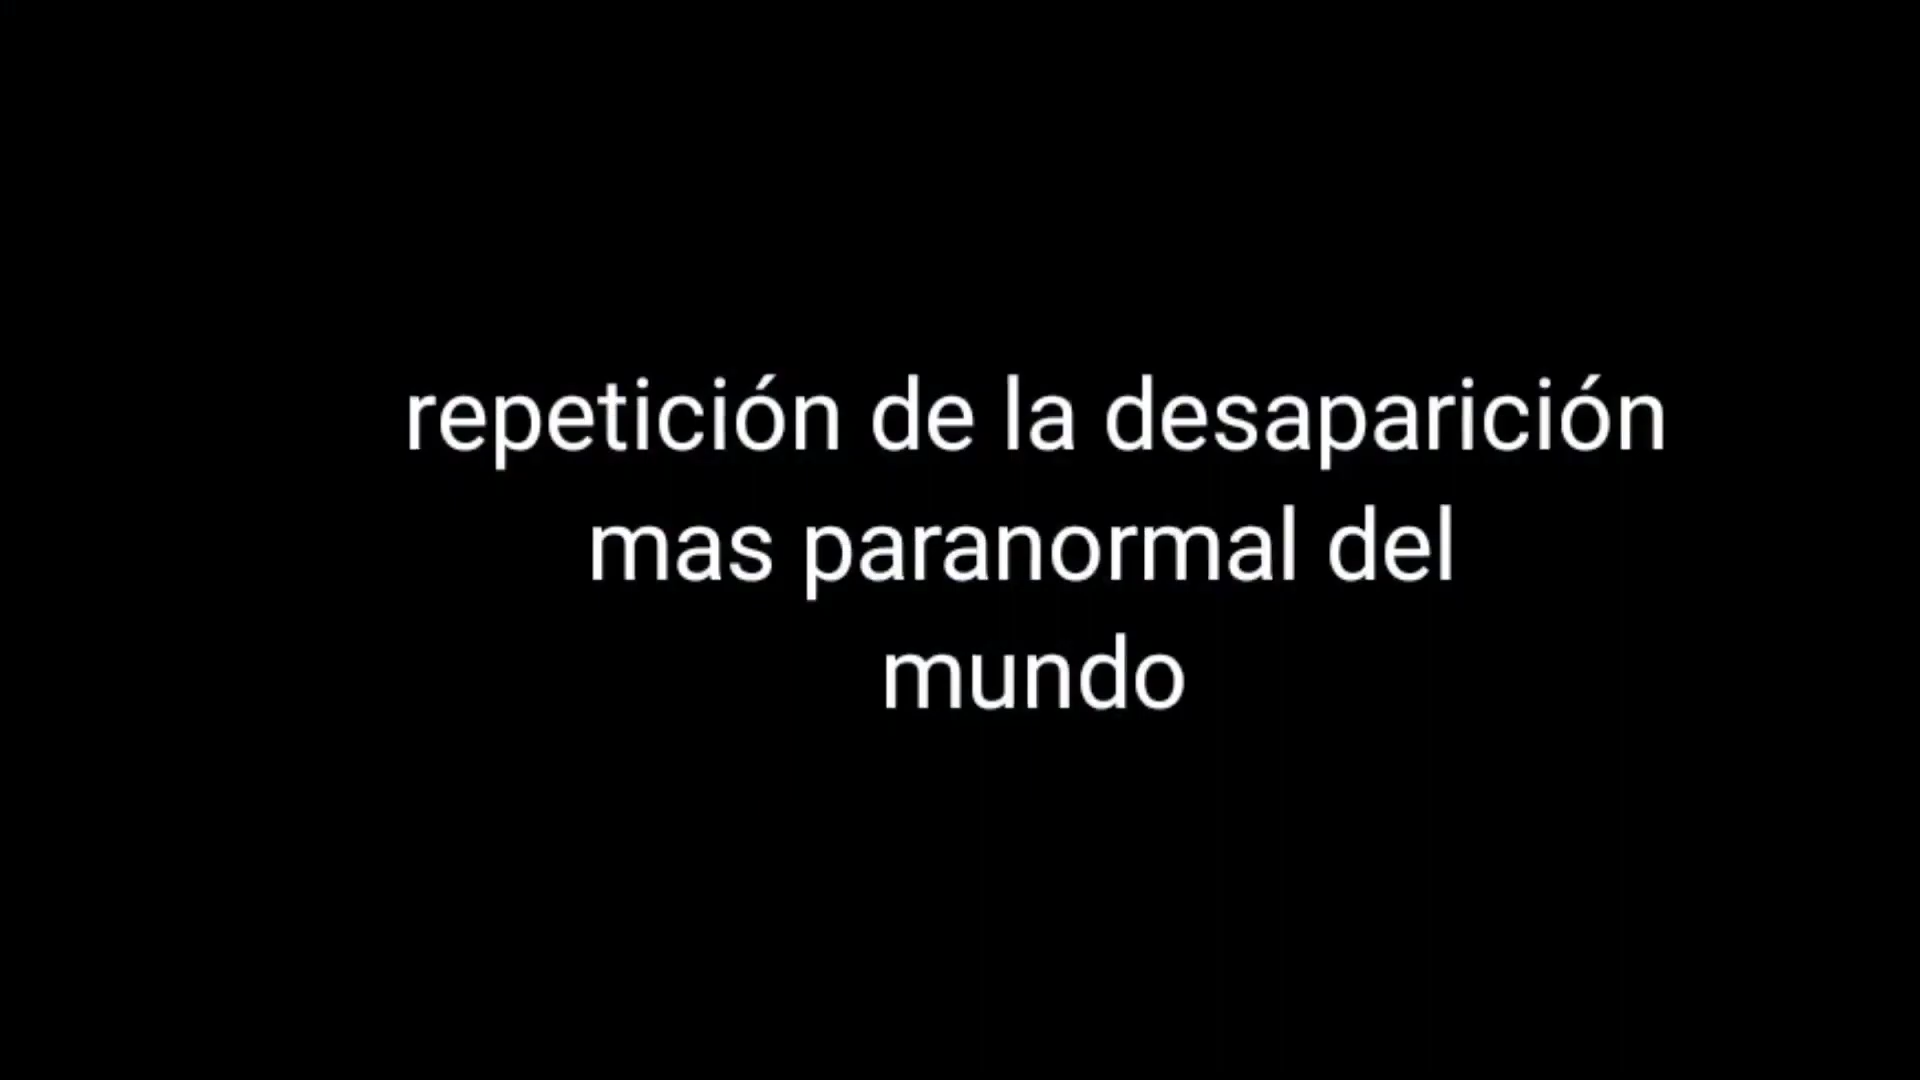 repetición de la desaparición
mas paranormal del
mundo